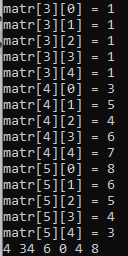 matr[3][0] = 1
matr[3][1] = 1
matr[3][2] = 1
matr[3][3] = 1
matr[3][4] = 1
matr[4][0] = 3
matr[4][1] = 5
matr[4][2] = 4
matr[4][3] = 6
matr[4][4] = 7
matr[5][0] = 8
matr[5][1] = 6
matr[5][2] = 5
matr[5][3] = 4
matr[5][4] = 3
4 34 6 0 4 8